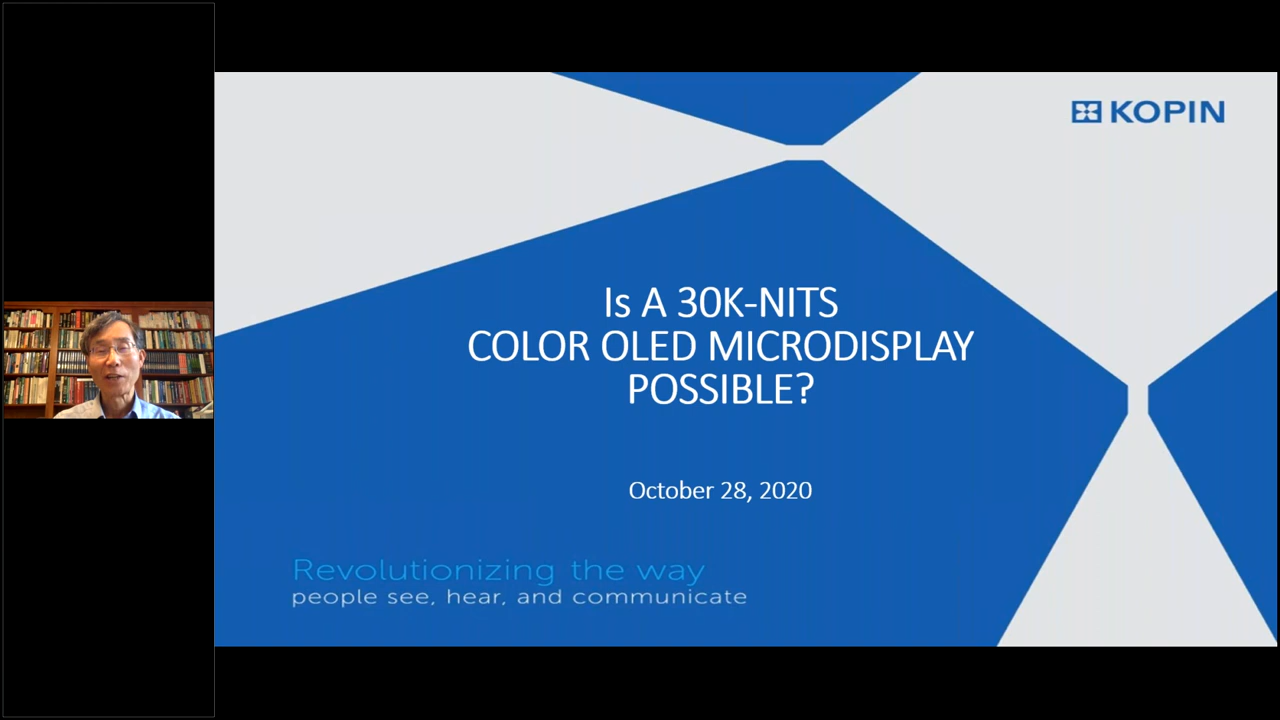 KOPIN
Is A 30K-NITS
COLOR OLED MICRODISPLAY
POSSIBLE?
October 28, 2020
Revolutionizing the way
people see, hear, and communicate